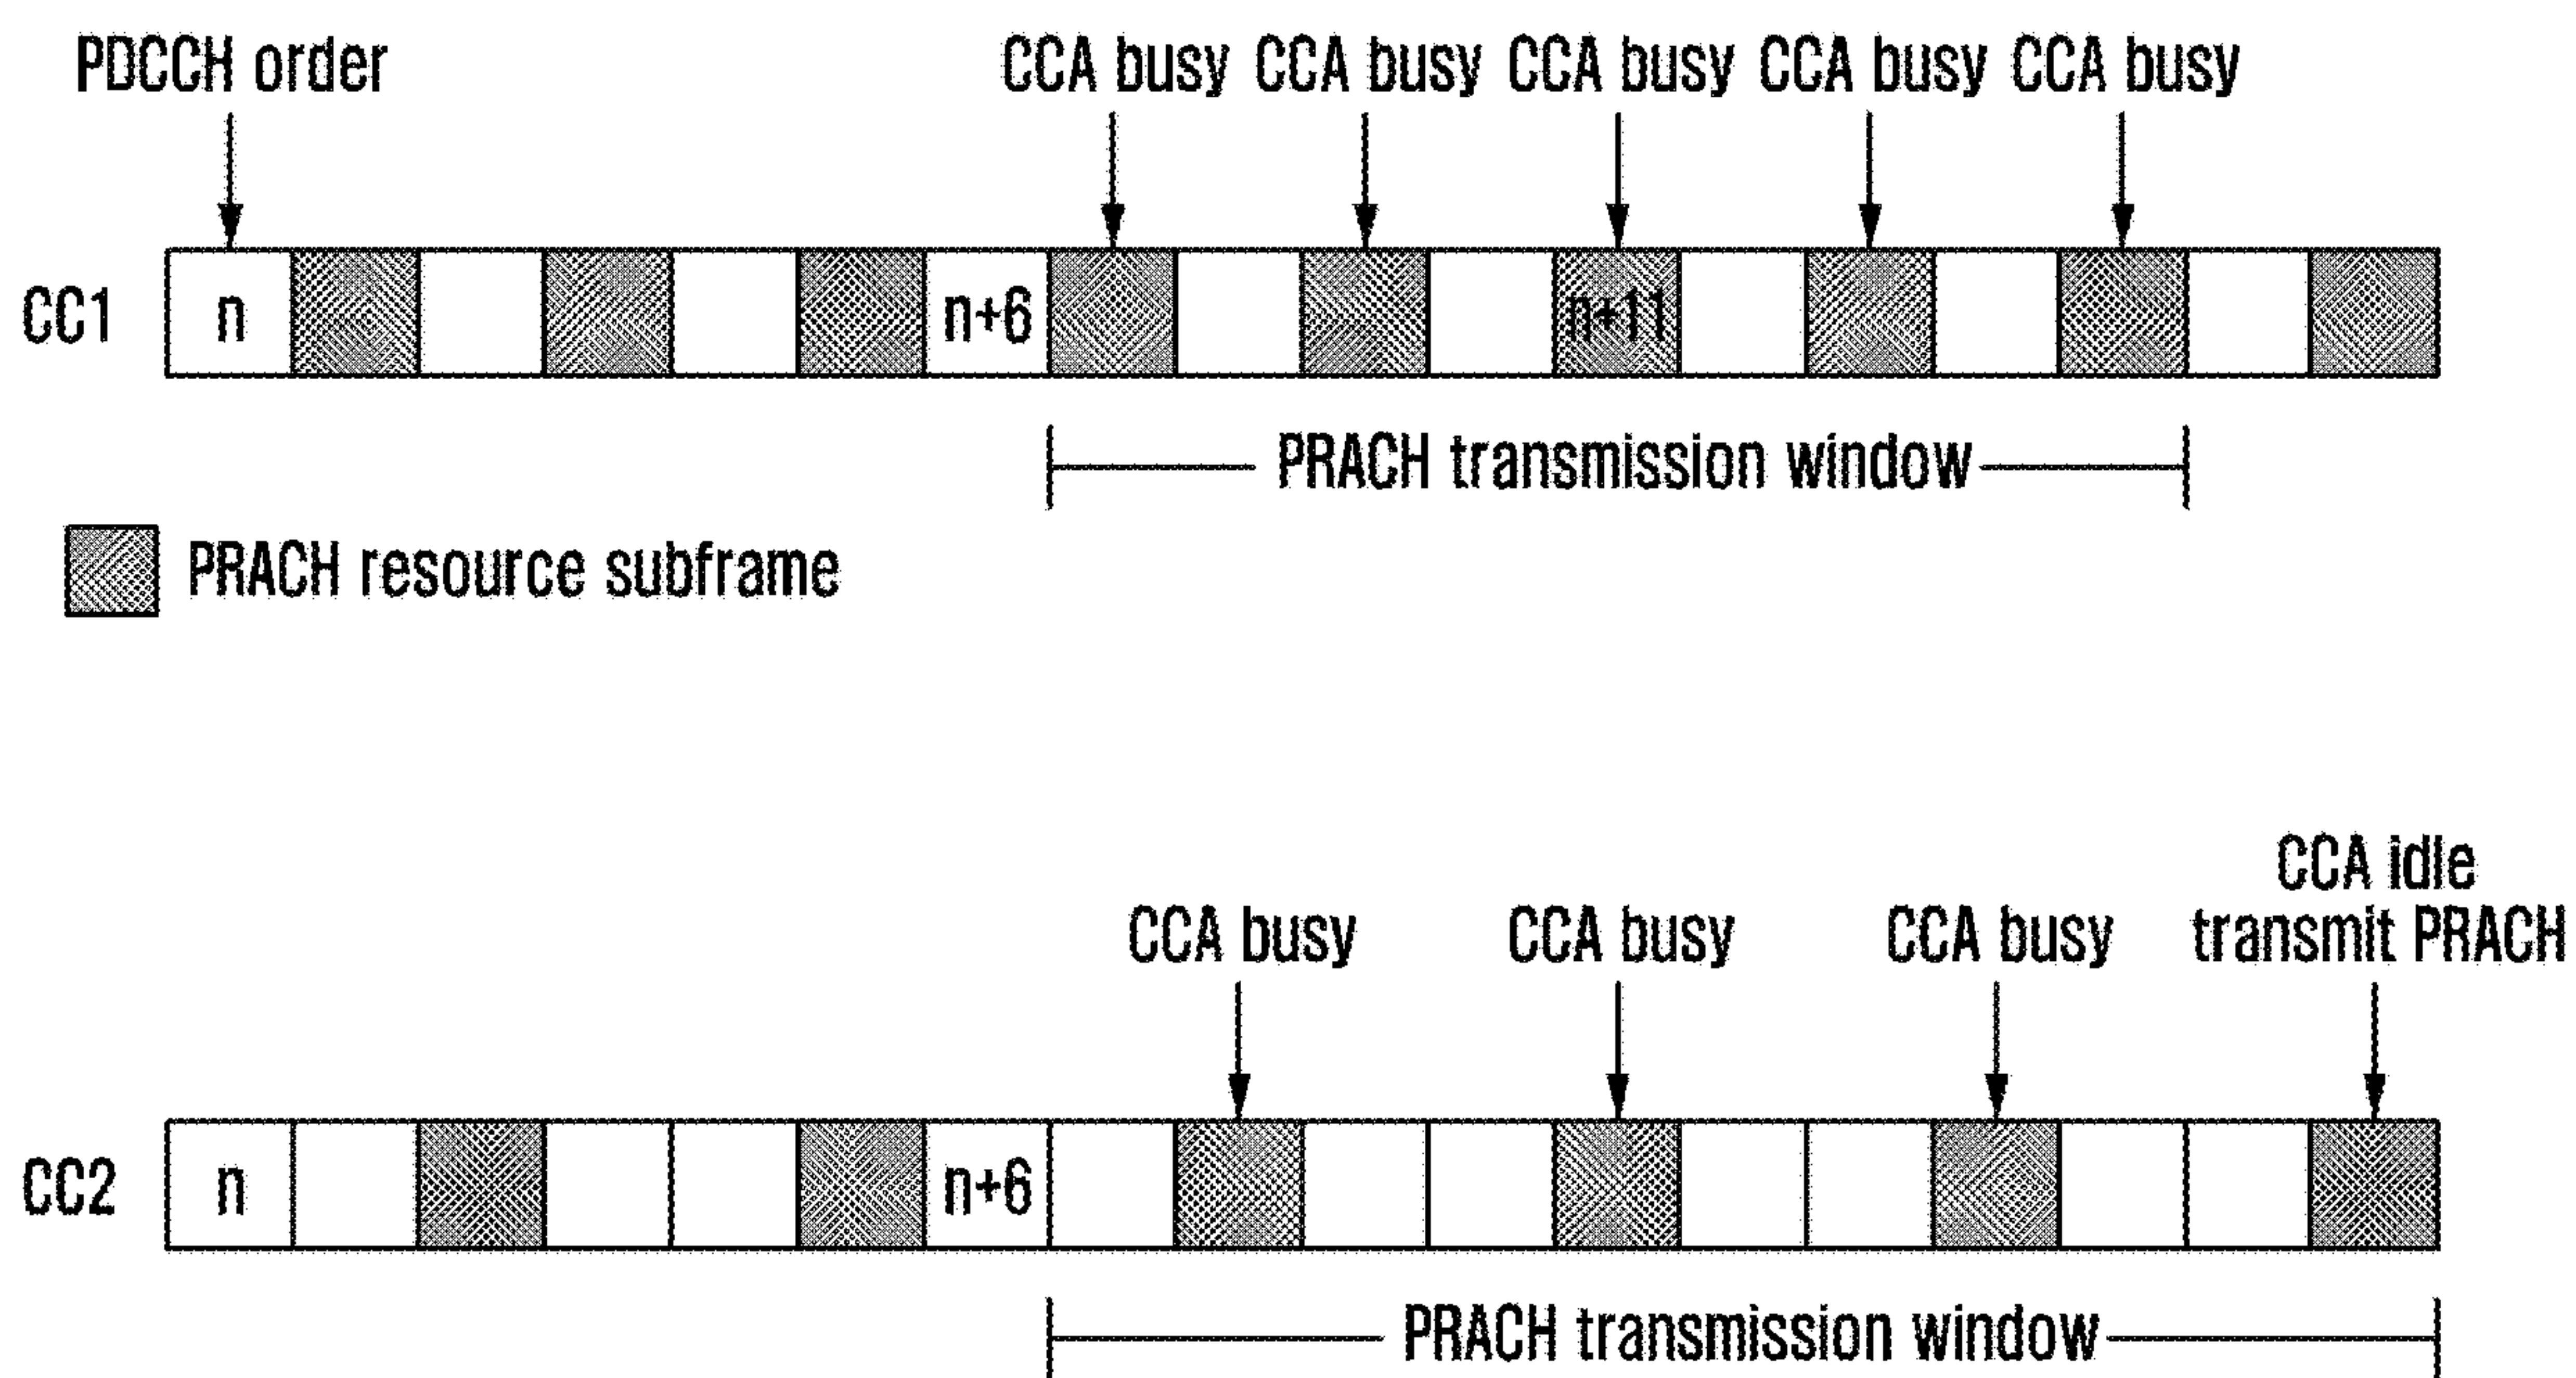 PDCCH order
CCA busy CCA busy CCA busy CCA busy CCA busy
CC1 n n+6 n+11
PRACH transmission window
PRACH resource subframe
CCA idle
CCA busy CCA busy CCA busy transmit PRACH
CC2 n n+6
PRACH transmission window